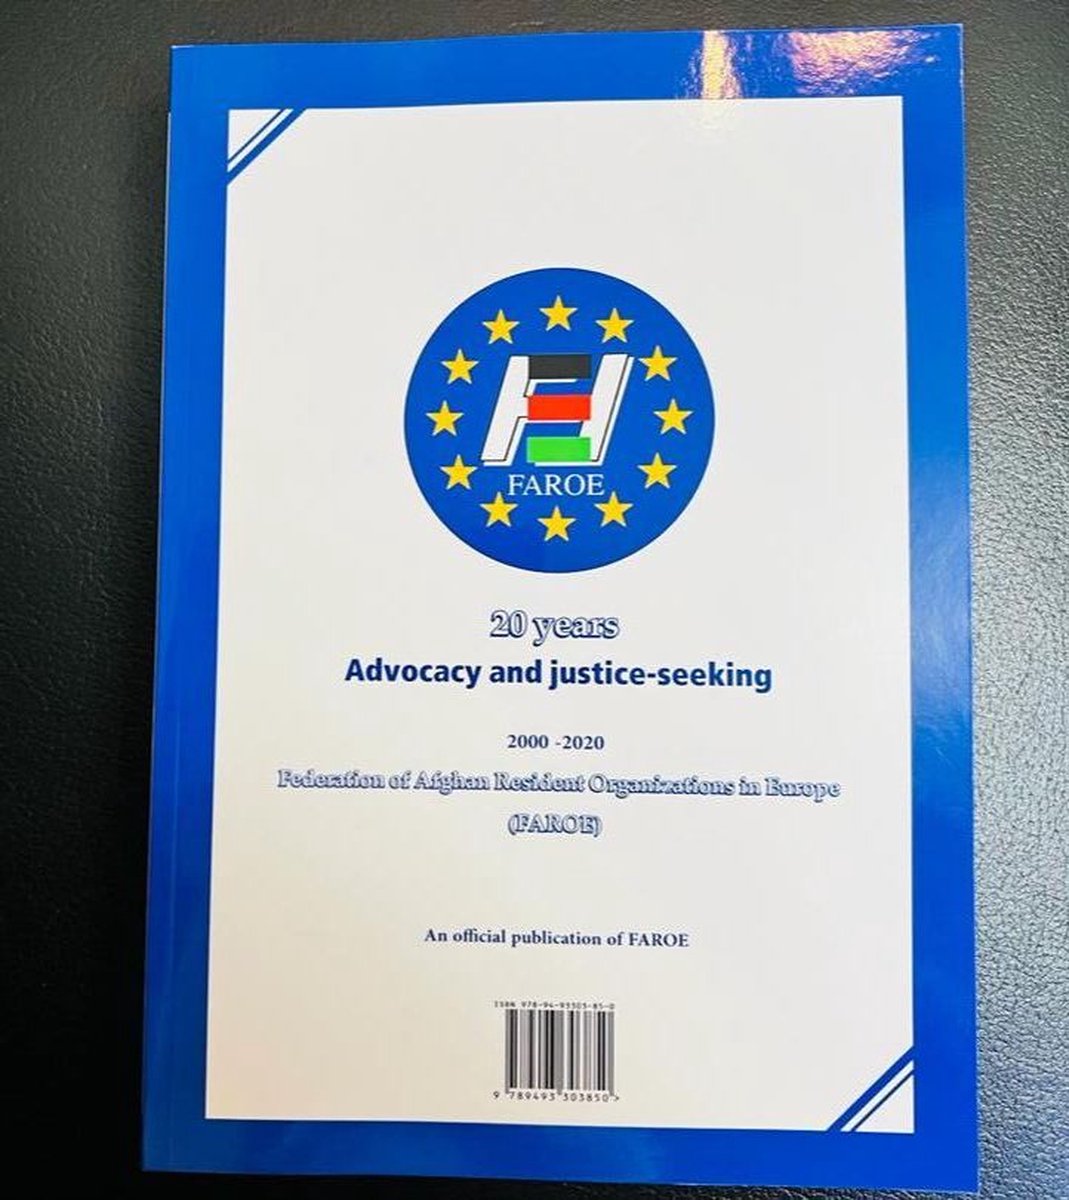 FAROE
20 years
Advocacy and justice-seeking
2000 -2020
Federation of Afghan Resident Organizations in Europe
(FAROE)
An official publication of FAROE
ISBN 978-94-93303-85-0
9 789493 303850 >